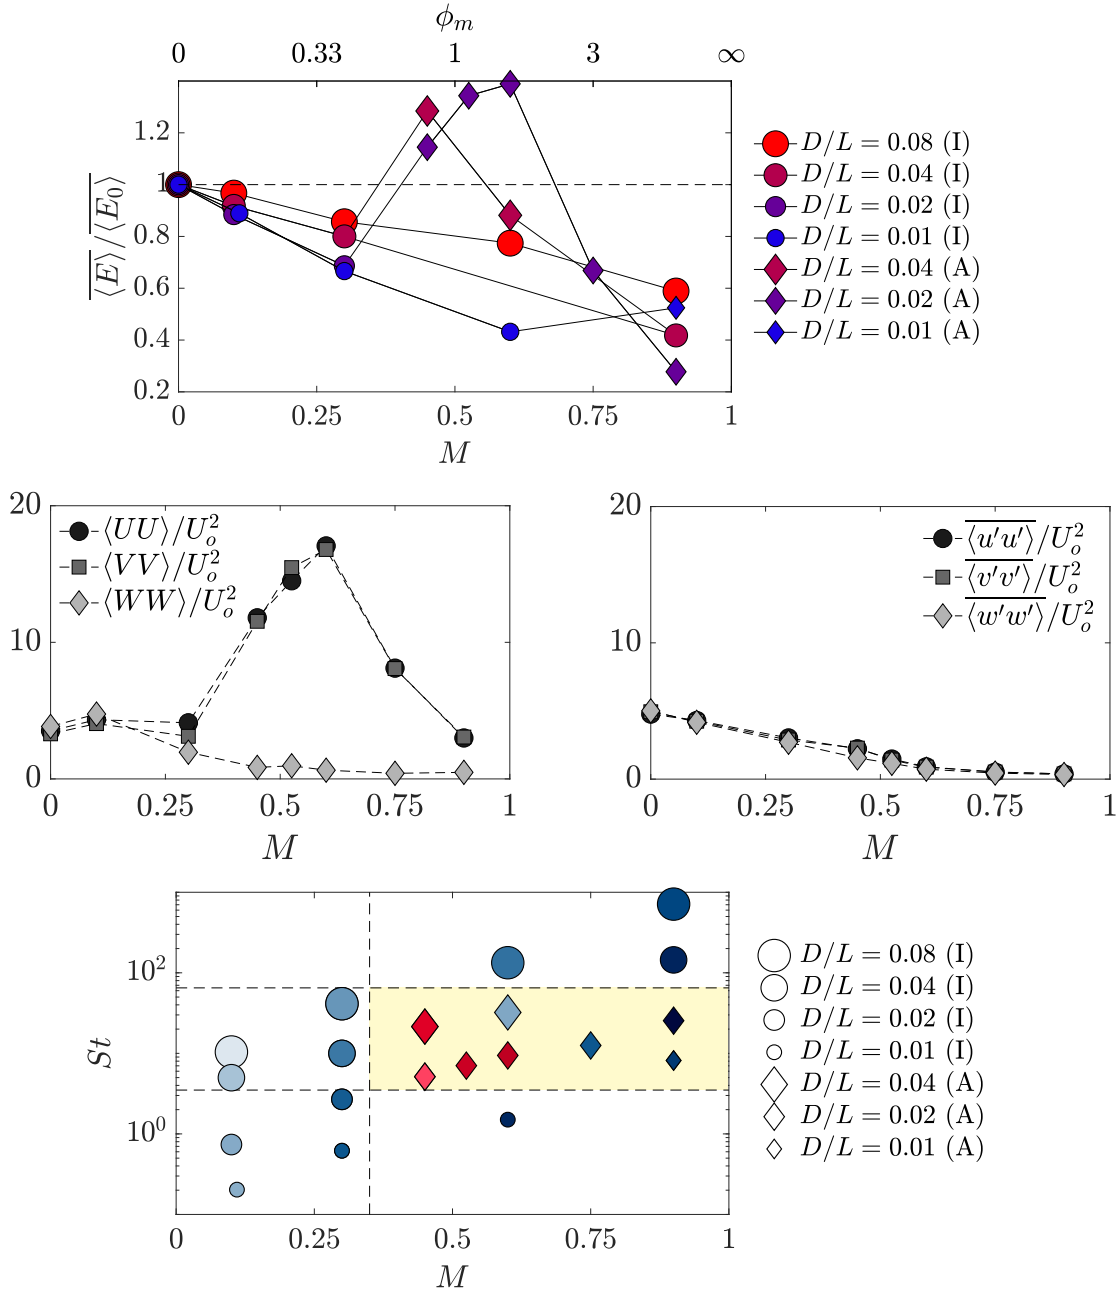 ϕ_m
0 0.33 1 3 ∞
1.2
1
0.8
0.6
0.4
0.2
⟨E⟩/⟨E_0⟩
0 0.25 0.5 0.75 1
M
D/L = 0.08 (I)
D/L = 0.04 (I)
D/L = 0.02 (I)
D/L = 0.01 (I)
D/L = 0.04 (A)
D/L = 0.02 (A)
D/L = 0.01 (A)
20
10
0
⟨UU⟩/U_o^2
⟨VV⟩/U_o^2
⟨WW⟩/U_o^2
0 0.25 0.5 0.75 1
M
20
10
0
⟨u'u'⟩/U_o^2
⟨v'v'⟩/U_o^2
⟨w'w'⟩/U_o^2
0 0.25 0.5 0.75 1
M
10^2
10^0
St
0 0.25 0.5 0.75 1
M
D/L = 0.08 (I)
D/L = 0.04 (I)
D/L = 0.02 (I)
D/L = 0.01 (I)
D/L = 0.04 (A)
D/L = 0.02 (A)
D/L = 0.01 (A)